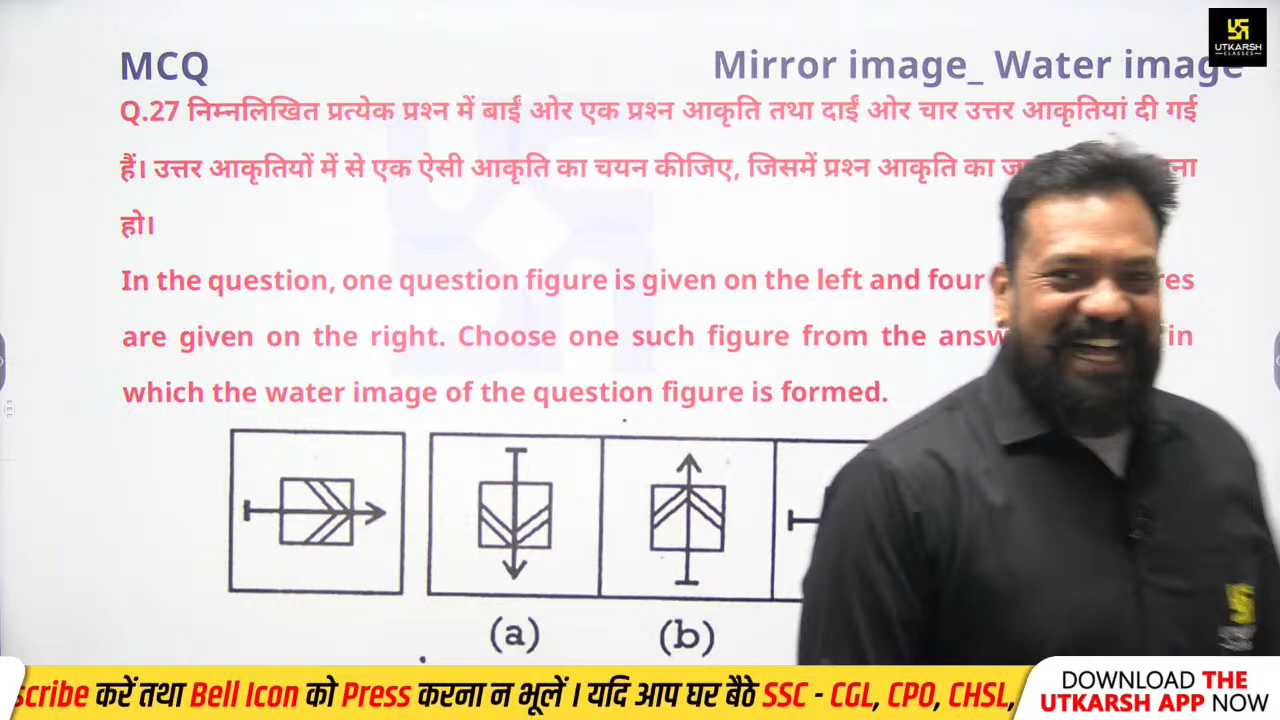 UTKARSH
CLASSES
MCQ
Mirror image_ Water image
Q.27 निम्नलिखित प्रत्येक प्रश्न में बाईं ओर एक प्रश्न आकृति तथा दाईं ओर चार उत्तर आकृतियां दी गई
हैं। उत्तर आकृतियों में से एक ऐसी आकृति का चयन कीजिए, जिसमें प्रश्न आकृति का
हो।
In the question, one question figure is given on the left and four
are given on the right. Choose one such figure from the in
which the water image of the question figure is formed.
(a) (b)
scribe करें तथा Bell Icon को Press करना न भूलें । यदि आप घर बैठे SSC - CGL, CPO, CHSL,
DOWNLOAD THE
UTKARSH APP NOW